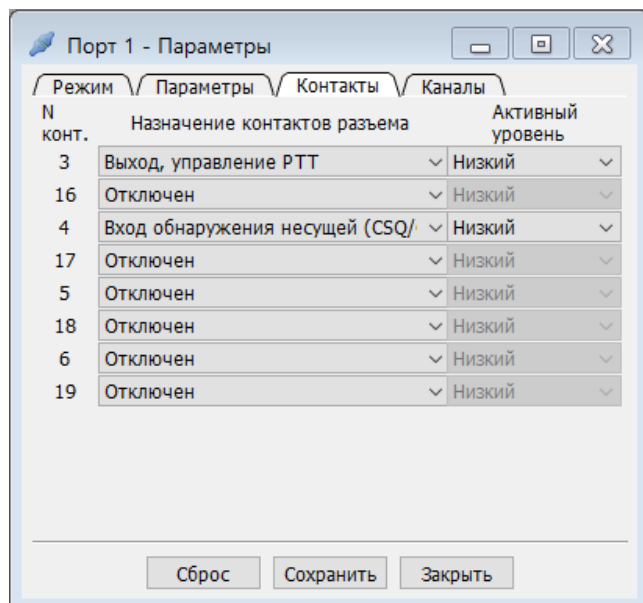 Порт 1 - Параметры
Режим Параметры Контакты Каналы
N конт. Назначение контактов разъема Активный уровень
3 Выход, управление PTT Низкий
16 Отключен Низкий
4 Вход обнаружения несущей (CSQ/ Низкий
17 Отключен Низкий
5 Отключен Низкий
18 Отключен Низкий
6 Отключен Низкий
19 Отключен Низкий
Сброс Сохранить Закрыть